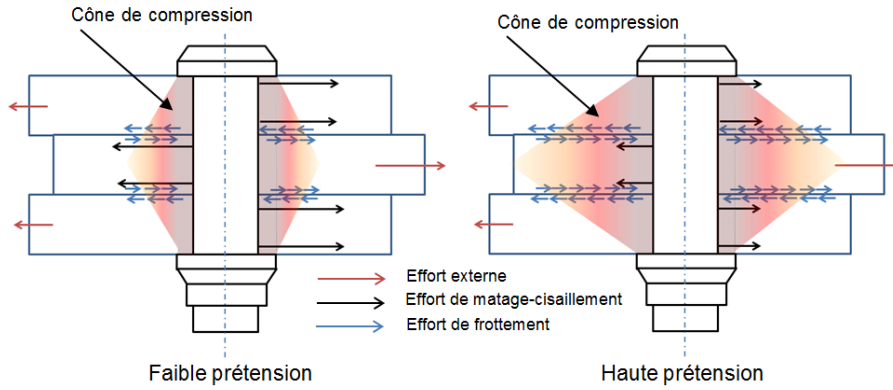 Cône de compression
Cône de compression
Effort externe
Effort de matage-cisaillement
Effort de frottement
Faible prétension
Haute prétension